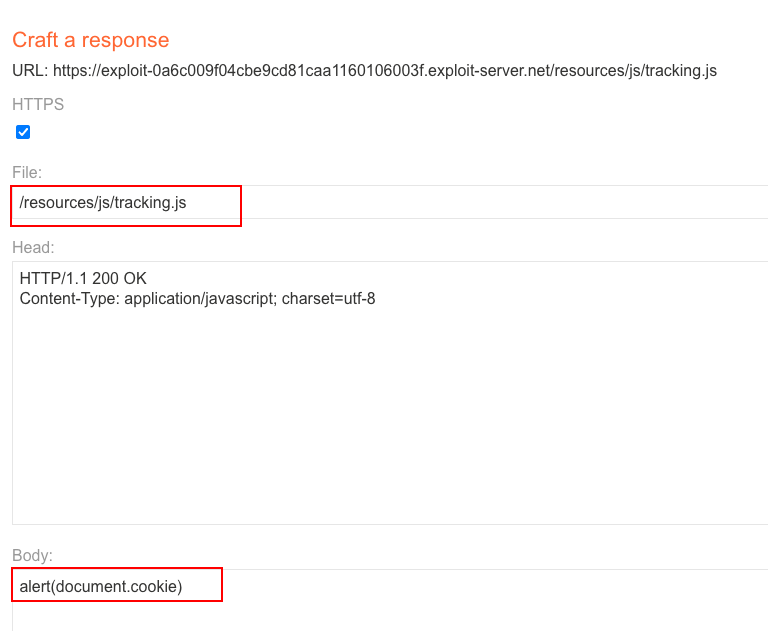 Craft a response
URL: https://exploit-0a6c009f04cbe9cd81caa1160106003f.exploit-server.net/resources/js/tracking.js
HTTPS
File:
/resources/js/tracking.js
Head:
HTTP/1.1 200 OK
Content-Type: application/javascript; charset=utf-8
Body:
alert(document.cookie)